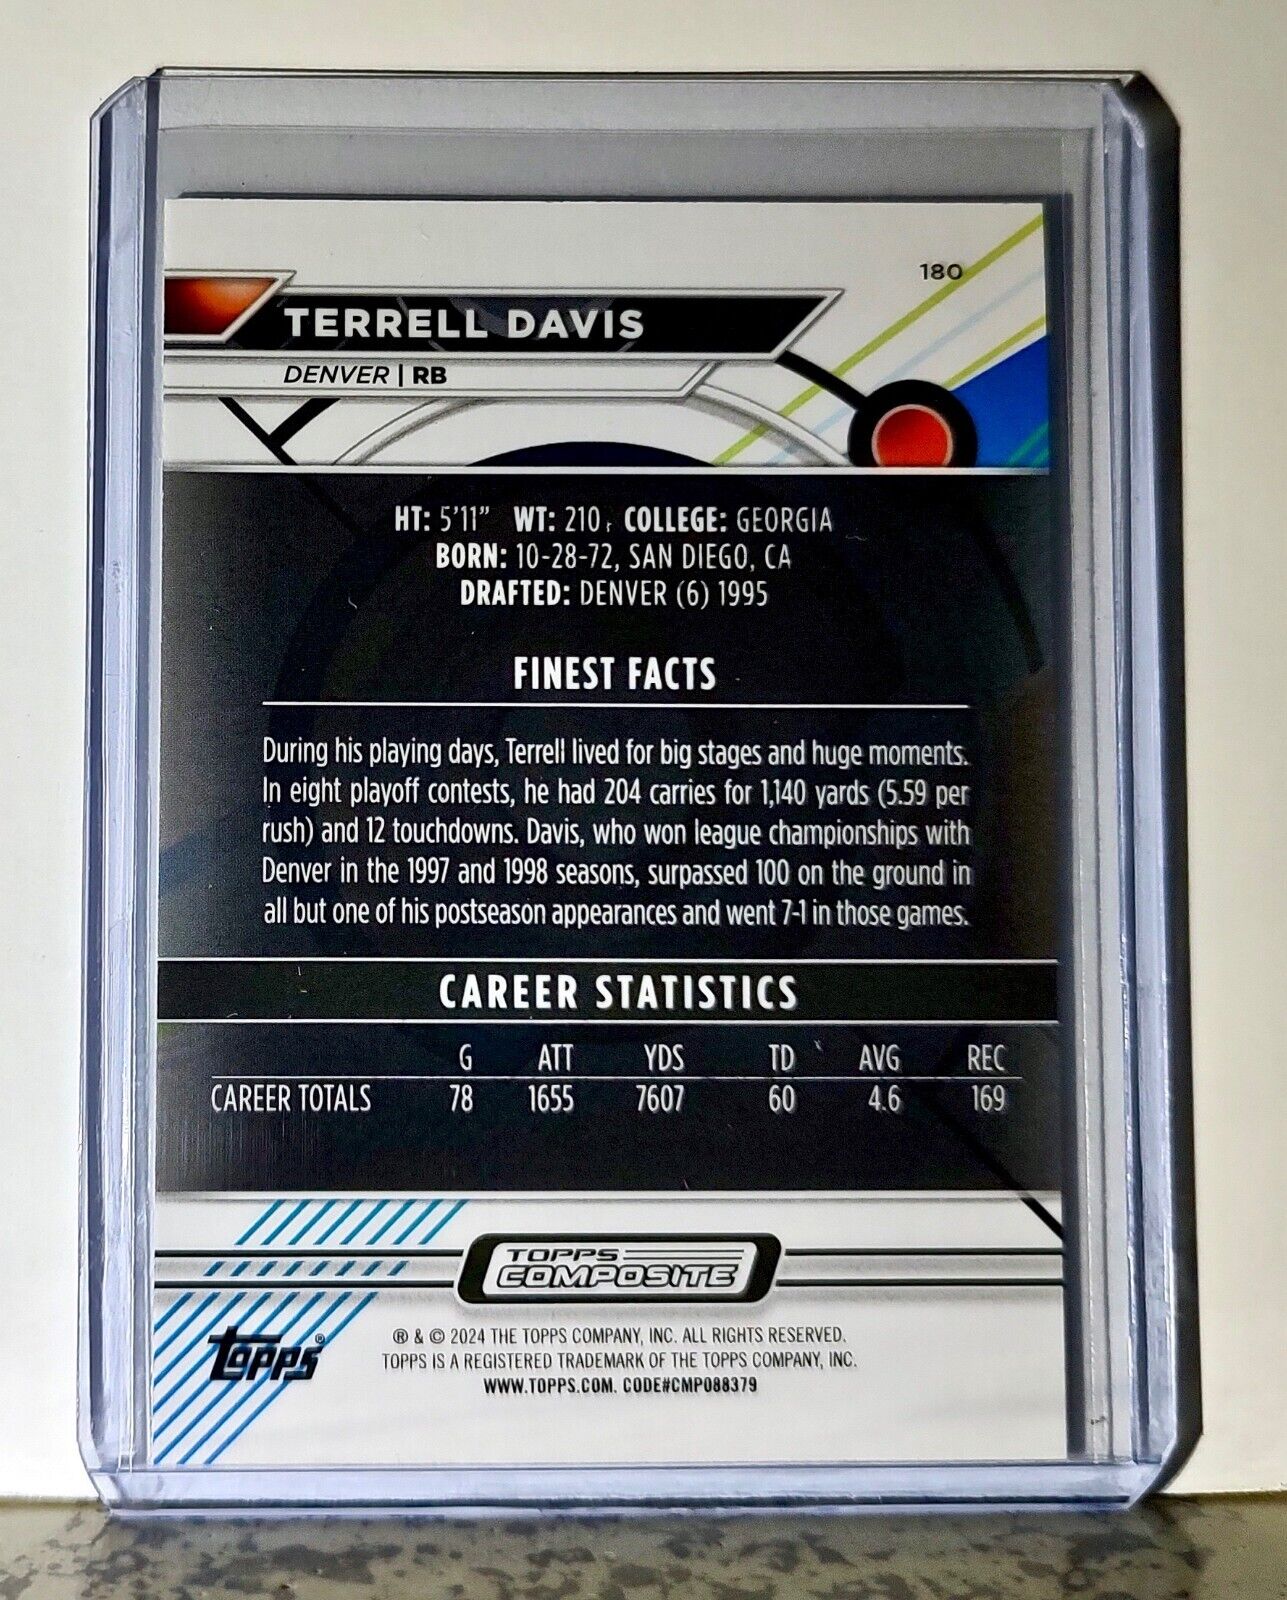 180
TERRELL DAVIS
DENVER | RB
HT: 5'11" WT: 210, COLLEGE: GEORGIA
BORN: 10-28-72, SAN DIEGO, CA
DRAFTED: DENVER (6) 1995
FINEST FACTS
During his playing days, Terrell lived for big stages and huge moments.
In eight playoff contests, he had 204 carries for 1,140 yards (5.59 per
rush) and 12 touchdowns. Davis, who won league championships with
Denver in the 1997 and 1998 seasons, surpassed 100 on the ground in
all but one of his postseason appearances and went 7-1 in those games.
CAREER STATISTICS
G ATT YDS TD AVG REC
CAREER TOTALS 78 1655 7607 60 4.6 169
TOPPS
COMPOSITE
topps®
® & © 2024 THE TOPPS COMPANY, INC. ALL RIGHTS RESERVED.
TOPPS IS A REGISTERED TRADEMARK OF THE TOPPS COMPANY, INC.
WWW.TOPPS.COM. CODE#CMP088379